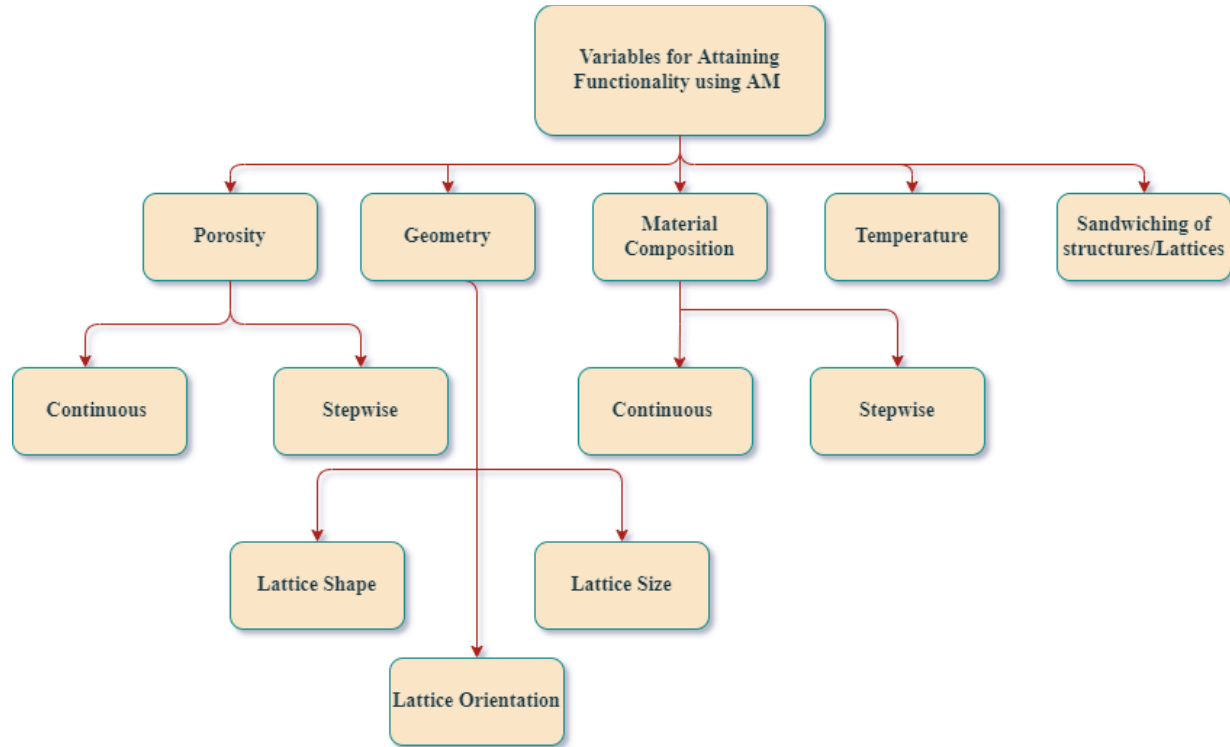 Variables for Attaining
Functionality using AM
Porosity
Geometry
Material
Composition
Temperature
Sandwiching of
structures/Lattices
Continuous
Stepwise
Continuous
Stepwise
Lattice Shape
Lattice Size
Lattice Orientation